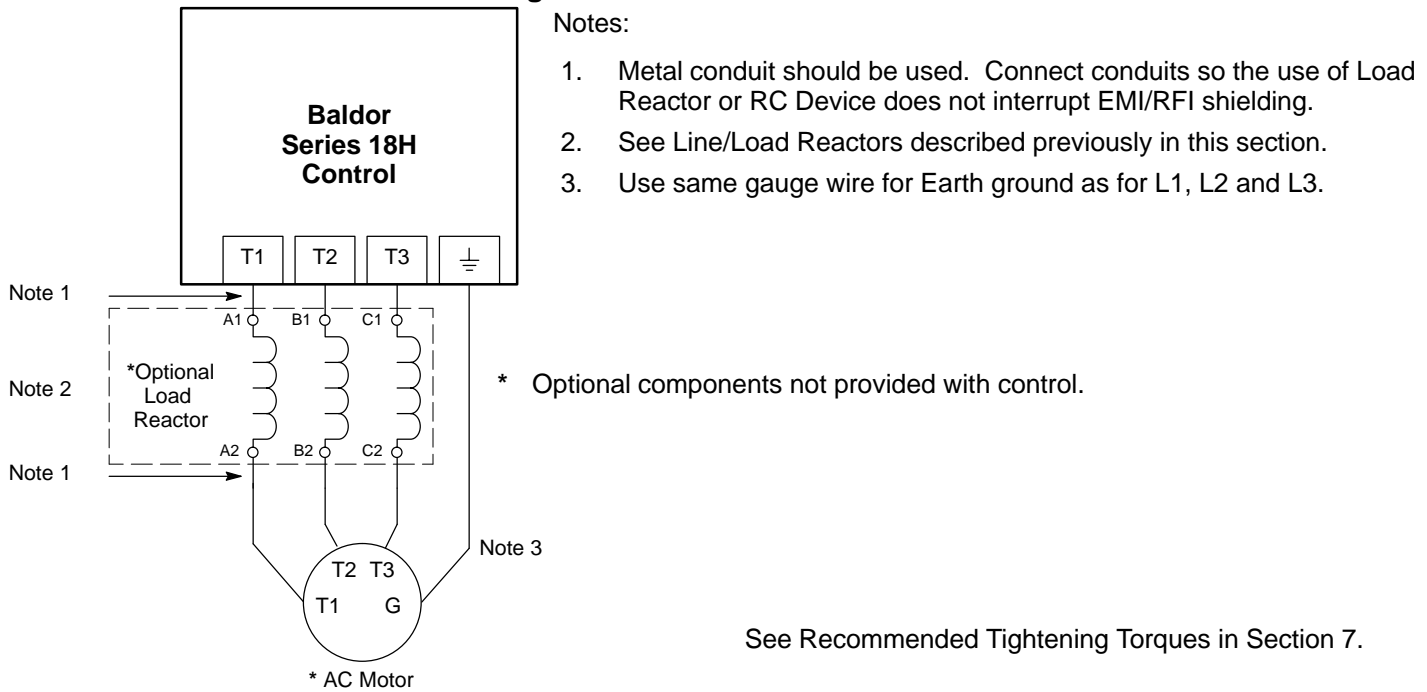 Notes:
1. Metal conduit should be used. Connect conduits so the use of Load
Reactor or RC Device does not interrupt EMI/RFI shielding.
2. See Line/Load Reactors described previously in this section.
3. Use same gauge wire for Earth ground as for L1, L2 and L3.
Baldor
Series 18H
Control
T1 T2 T3
Note 1
A1 B1 C1
*Optional
Load
Reactor
Note 2
* Optional components not provided with control.
A2 B2 C2
Note 1
Note 3
T2 T3
T1 G
* AC Motor
See Recommended Tightening Torques in Section 7.